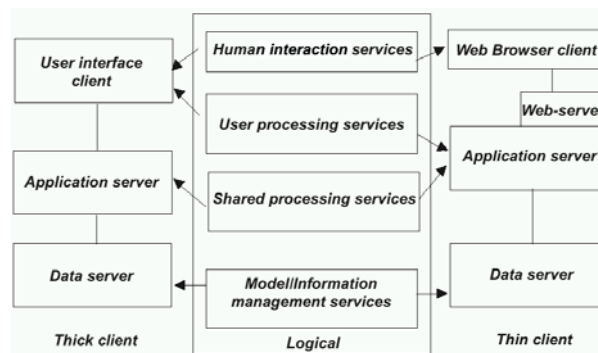 User interface
client
Application server
Data server
Thick client
Human interaction services
User processing services
Shared processing services
Model/Information
management services
Logical
Web Browser client
Web-serve
Application server
Data server
Thin client